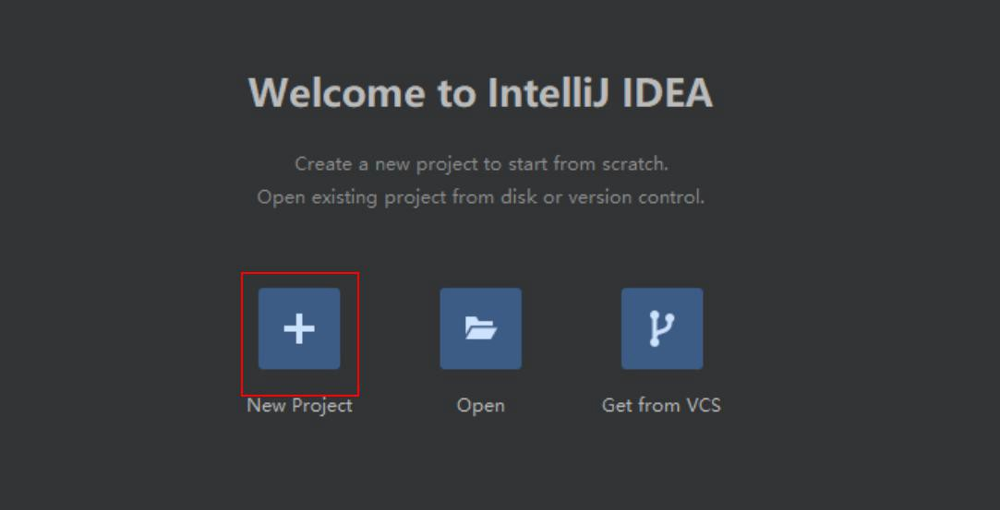 Welcome to IntelliJ IDEA
Create a new project to start from scratch.
Open existing project from disk or version control.
New Project
Open
Get from VCS